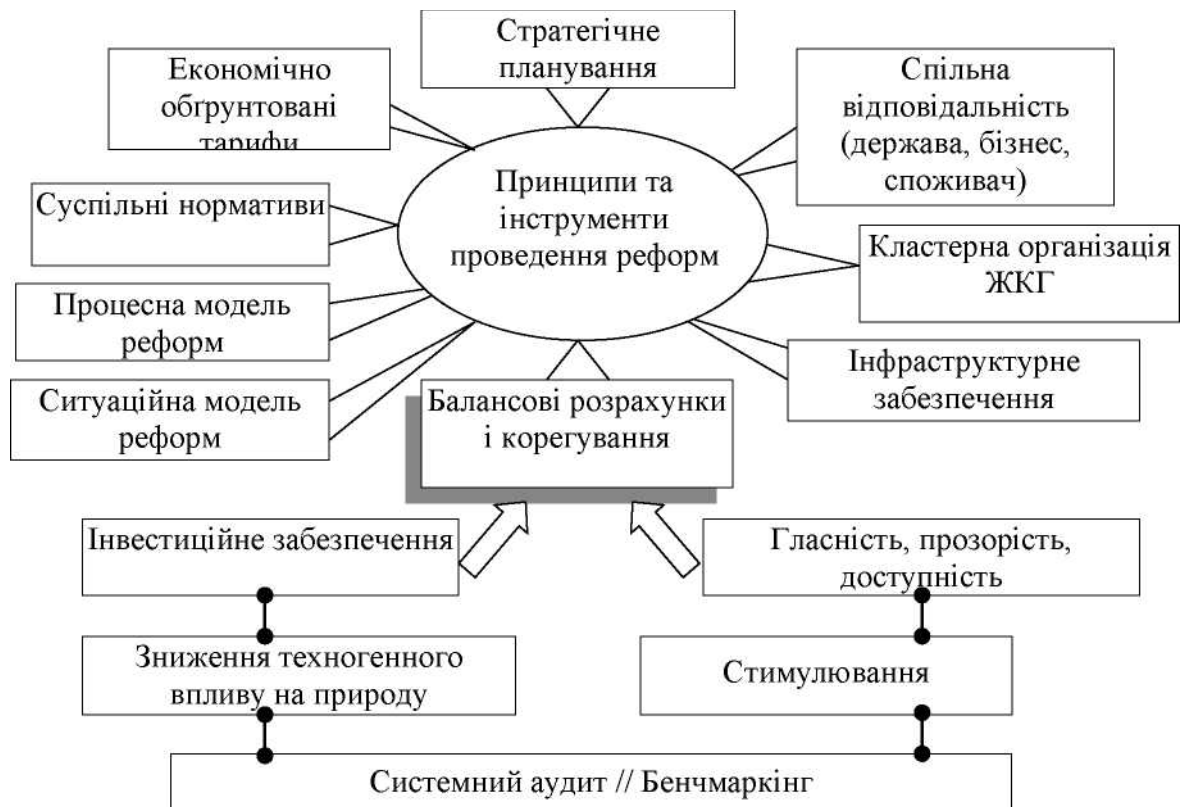 Стратегічне
планування
Економічно
обґрунтовані
тарифи
Спільна
відповідальність
(держава, бізнес,
споживач)
Принципи та
інструменти
проведення реформ
Суспільні нормативи
Кластерна організація
ЖКГ
Процесна модель
реформ
Інфраструктурне
забезпечення
Ситуаційна модель
реформ
Балансові розрахунки
і корегування
Інвестиційне забезпечення
Гласність, прозорість,
доступність
Зниження техногенного
впливу на природу
Стимулювання
Системний аудит // Бенчмаркінг